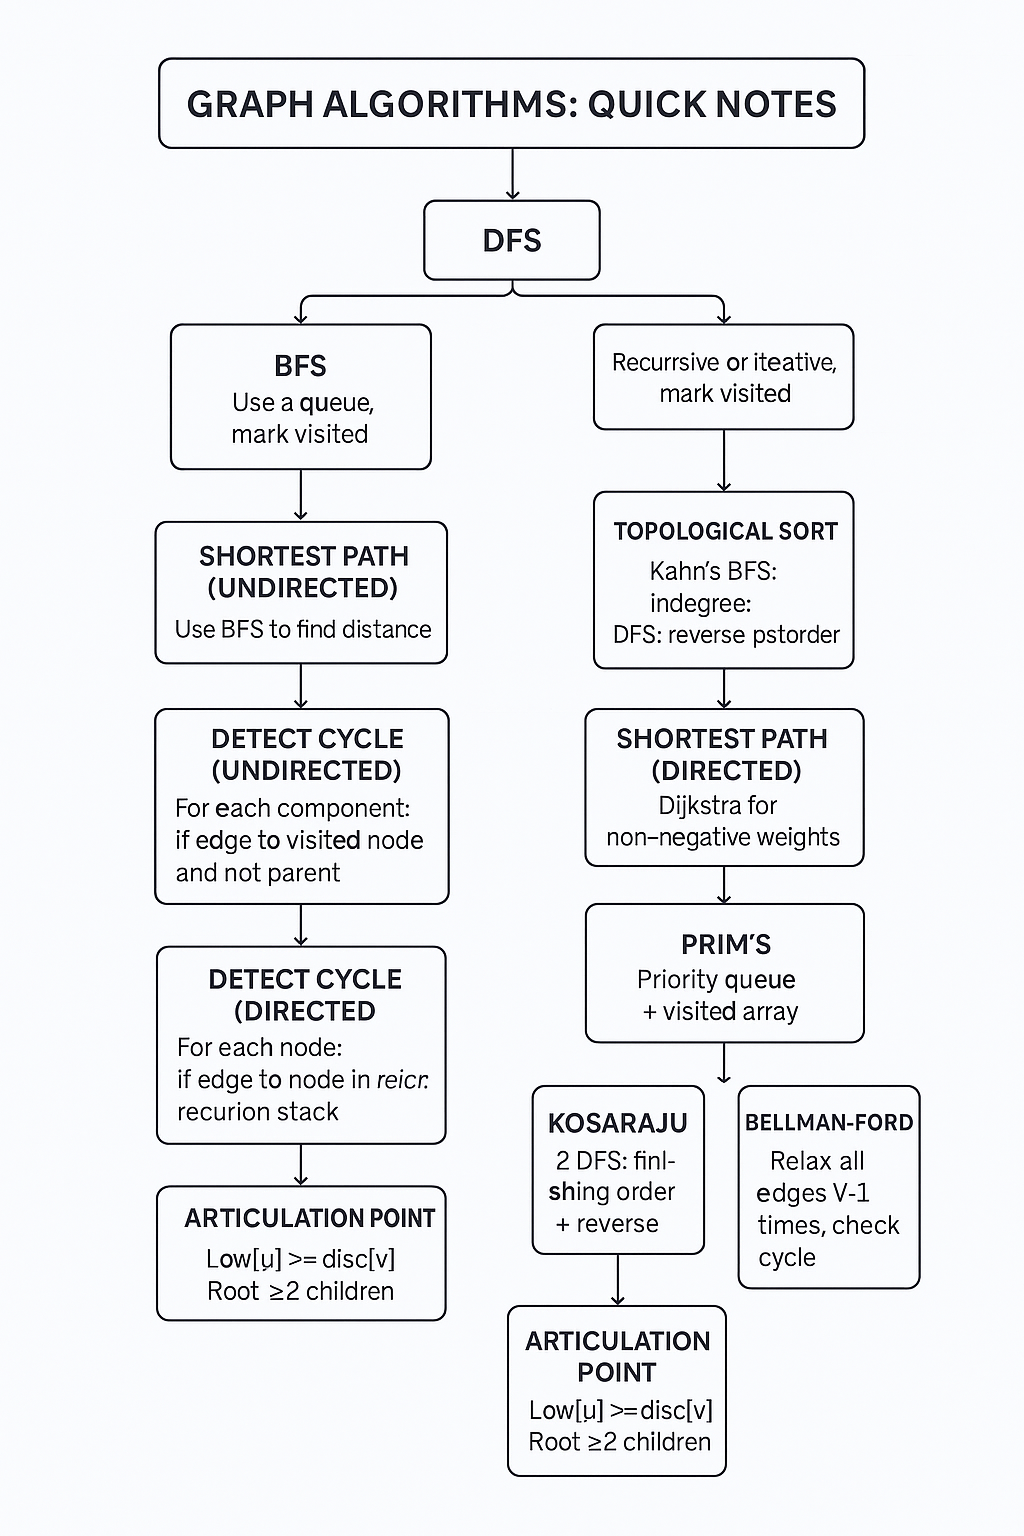 GRAPH ALGORITHMS: QUICK NOTES
DFS
BFS
Use a queue,
mark visited
Recurrsive or iteative,
mark visited
SHORTEST PATH
(UNDIRECTED)
Use BFS to find distance
TOPOLOGICAL SORT
Kahn's BFS:
indegree:
DFS: reverse pstorder
DETECT CYCLE
(UNDIRECTED)
For each component:
if edge to visited node
and not parent
SHORTEST PATH
(DIRECTED)
Dijkstra for
non-negative weights
DETECT CYCLE
(DIRECTED
For each node:
if edge to node in reicr.
recurion stack
PRIM'S
Priority queue
+ visited array
KOSARAJU
2 DFS: finl-
shing order
+ reverse
BELLMAN-FORD
Relax all
edges V-1
times, check
cycle
ARTICULATION POINT
Low[u] >= disc[v]
Root ≥2 children
ARTICULATION
POINT
Low[u] >= disc[v]
Root ≥2 children